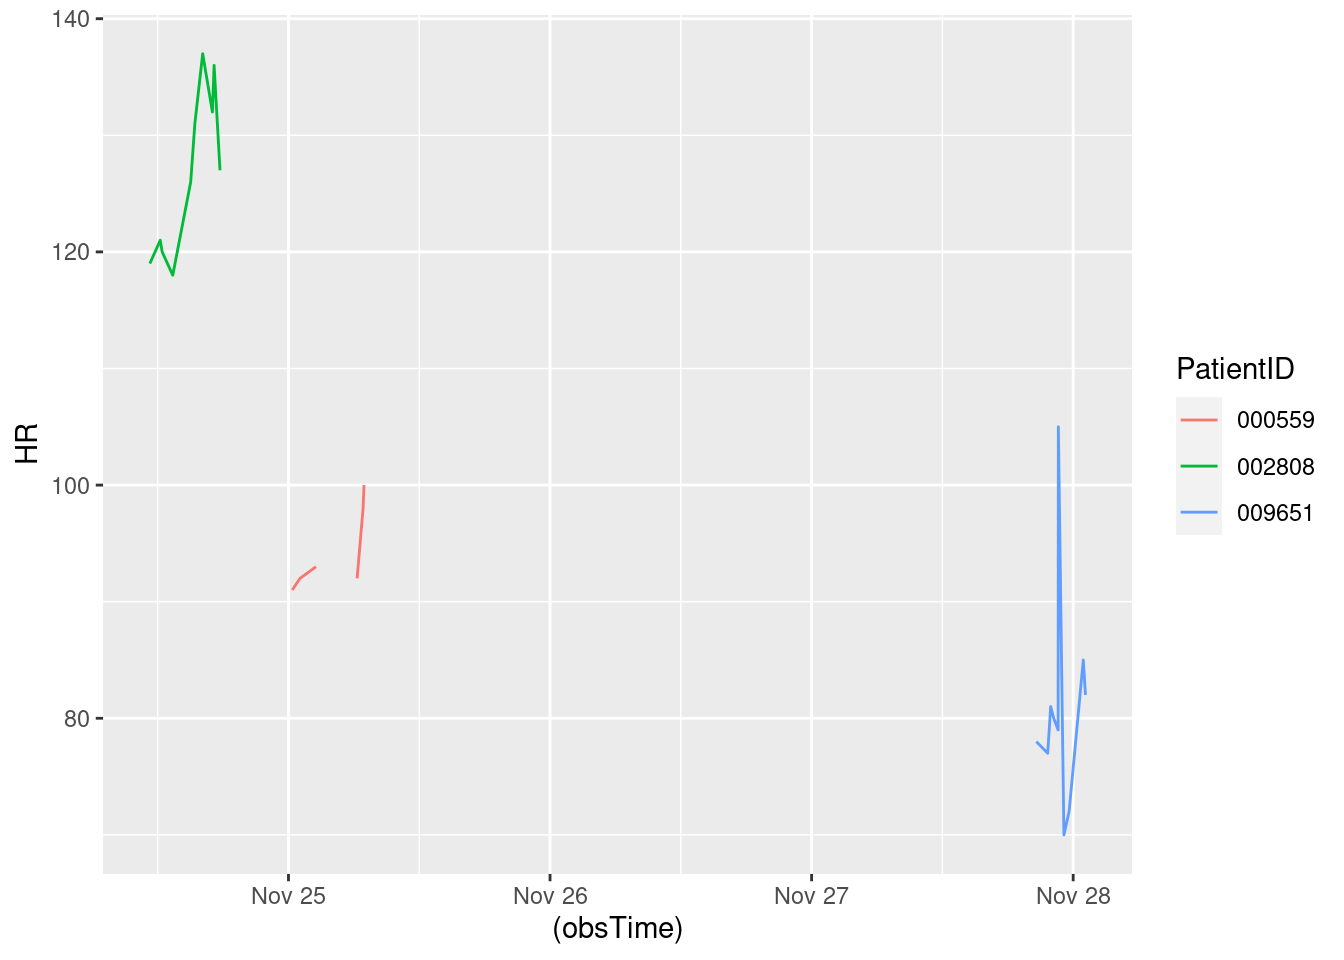 140
120
100
80
HR
Nov 25
Nov 26
Nov 27
Nov 28
(obsTime)
PatientID
000559
002808
009651